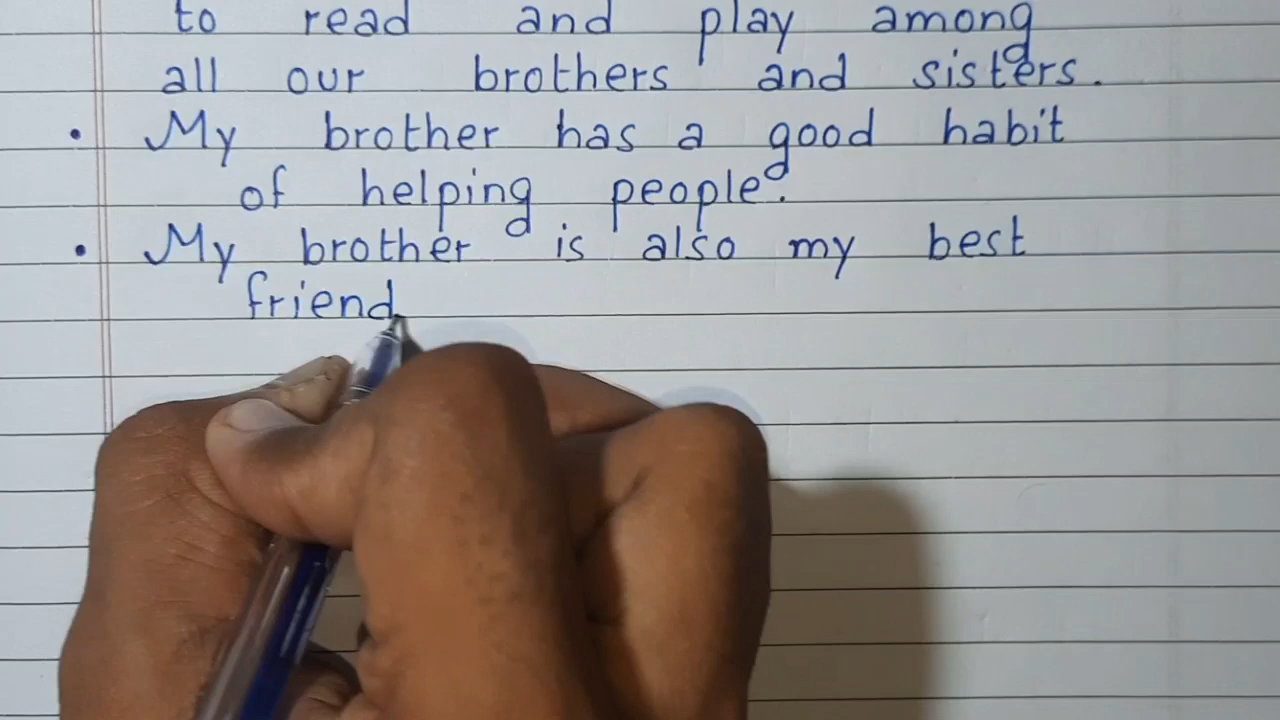 to read and play among
all our brothers and sisters.
• My brother has a good habit
of helping people.
• My brother is also my best
friend